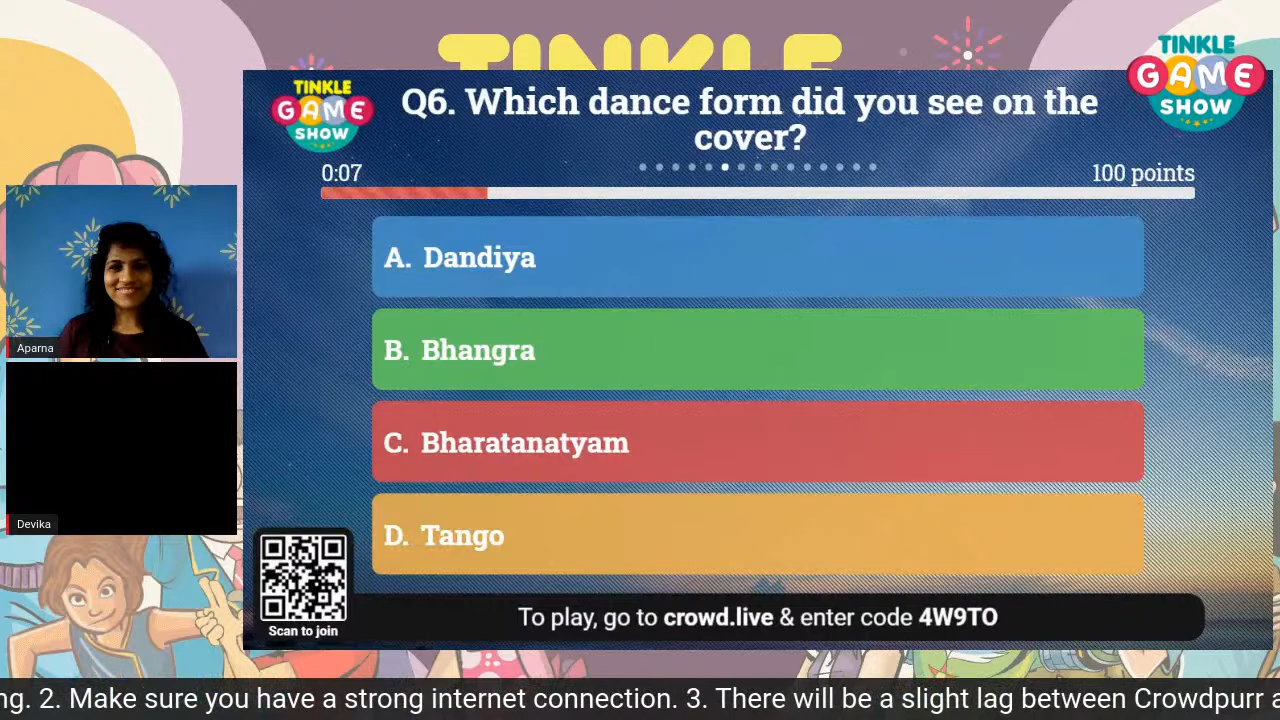 TINKLE
TINKLE
GAME
SHOW
TINKLE
GAME
SHOW
Q6. Which dance form did you see on the
cover?
0:07
100 points
A. Dandiya
B. Bhangra
C. Bharatanatyam
D. Tango
Aparna
Devika
Scan to join
To play, go to crowd.live & enter code 4W9TO
ng. 2. Make sure you have a strong internet connection. 3. There will be a slight lag between Crowdpurr a